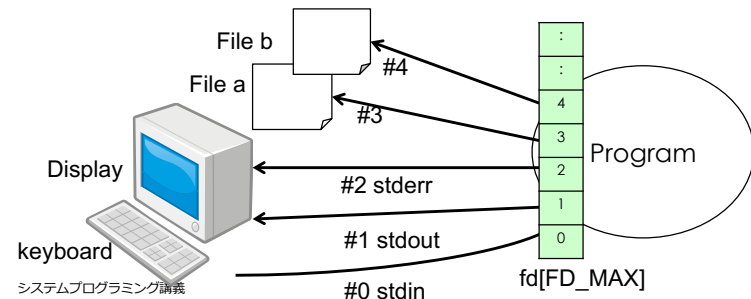 File b
#4
File a
#3
:
:
4
3
2
1
0
Program
Display
#2 stderr
#1 stdout
keyboard
システムプログラミング講義
#0 stdin
fd[FD_MAX]